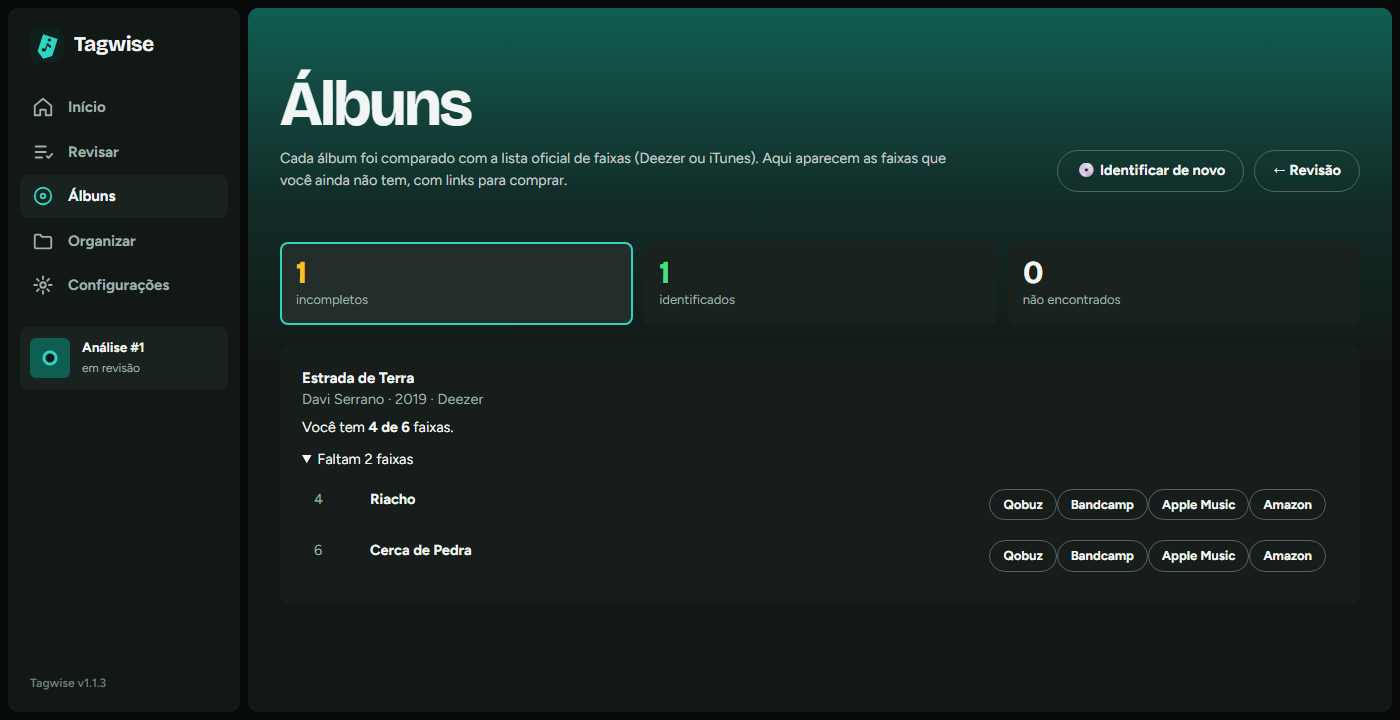 Tagwise
Início
Revisar
Álbuns
Organizar
Configurações
Análise #1
em revisão
Tagwise v1.1.3
Álbuns
Cada álbum foi comparado com a lista oficial de faixas (Deezer ou iTunes). Aqui aparecem as faixas que
você ainda não tem, com links para comprar.
Identificar de novo
← Revisão
1
incompletos
1
identificados
0
não encontrados
Estrada de Terra
Davi Serrano · 2019 · Deezer
Você tem 4 de 6 faixas.
▼ Faltam 2 faixas
4 Riacho Qobuz Bandcamp Apple Music Amazon
6 Cerca de Pedra Qobuz Bandcamp Apple Music Amazon